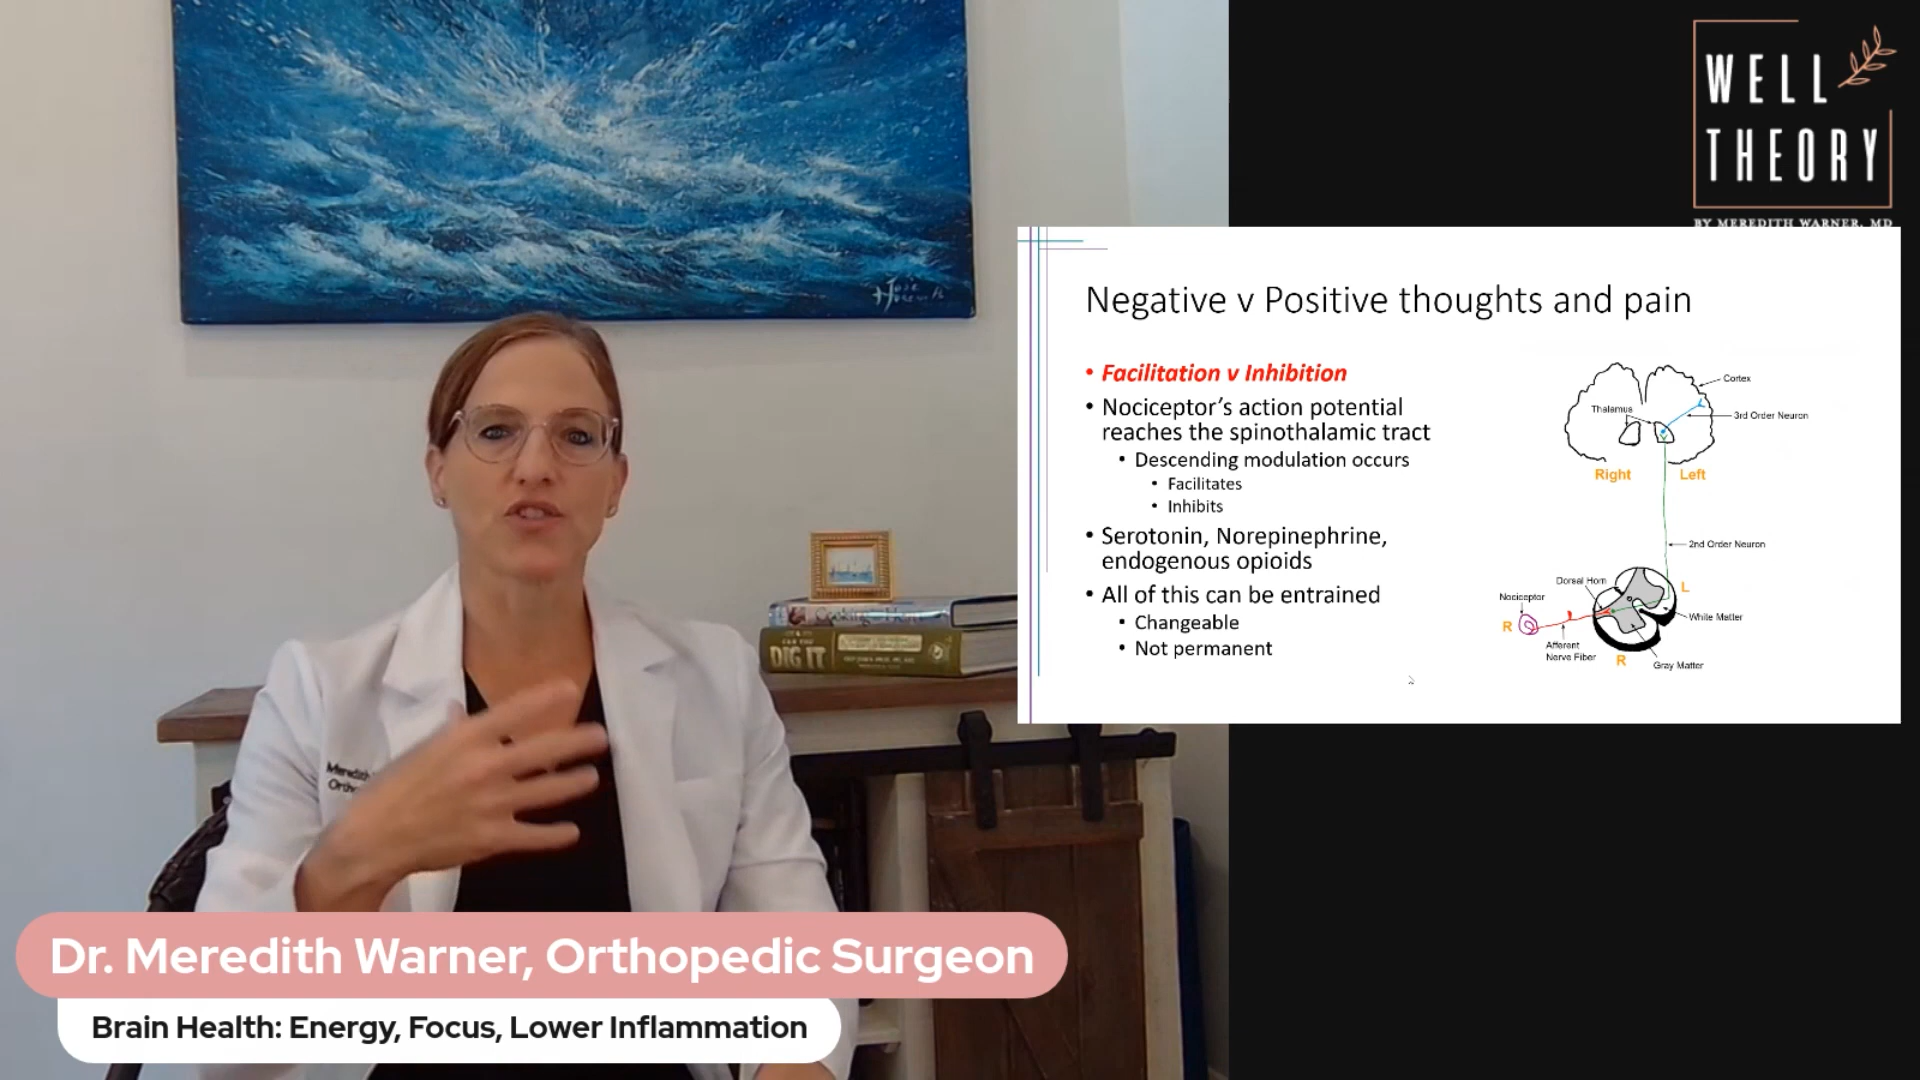 WELL
THEORY
BY MEREDITH WARNER, MD
Negative v Positive thoughts and pain
• Facilitation v Inhibition
• Nociceptor's action potential
reaches the spinothalamic tract
• Descending modulation occurs
• Facilitates
• Inhibits
• Serotonin, Norepinephrine,
endogenous opioids
• All of this can be entrained
• Changeable
• Not permanent
Cortex
Thalamus
3rd Order Neuron
Right
Left
2nd Order Neuron
Dorsal Horn
L
Nociceptor
White Matter
R
Afferent
Nerve Fiber
R
Gray Matter
Cooking
DIG IT
Meredith
Ortho
Dr. Meredith Warner, Orthopedic Surgeon
Brain Health: Energy, Focus, Lower Inflammation